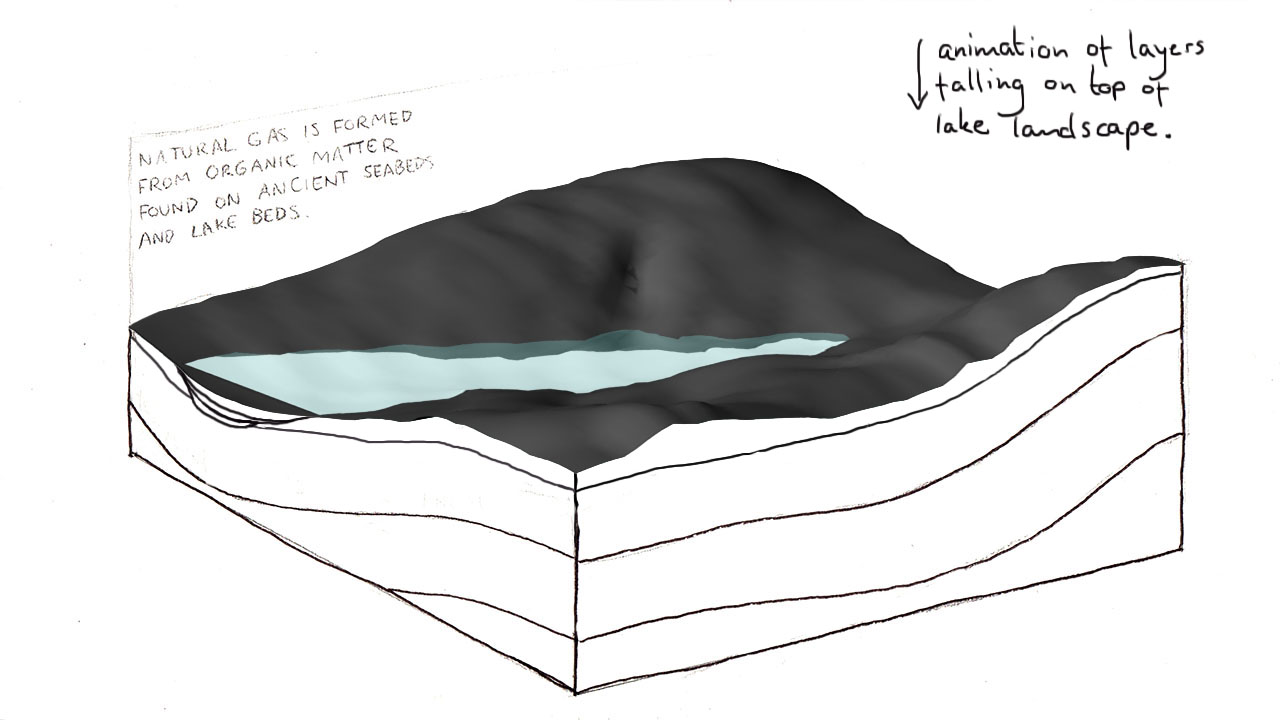 NATURAL GAS IS FORMED
FROM ORGANIC MATTER
FOUND ON ANCIENT SEABEDS
AND LAKE BEDS.
animation of layers
falling on top of
lake landscape.